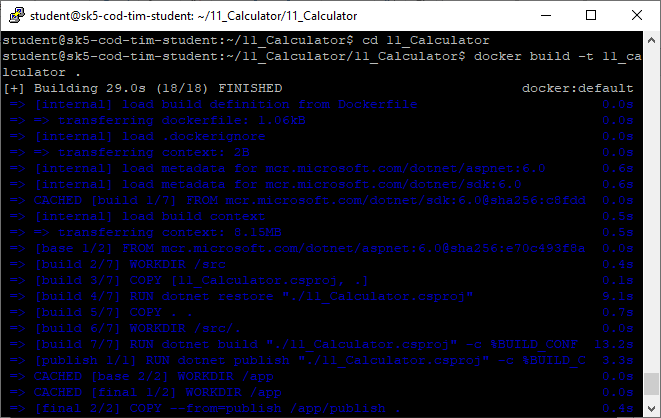 student@sk5-cod-tim-student: ~/11_Calculator/11_Calculator
student@sk5-cod-tim-student:~/11_Calculator$ cd 11_Calculator
student@sk5-cod-tim-student:~/11_Calculator/11_Calculator$ docker build -t 11_ca
lculator .
[+] Building 29.0s (18/18) FINISHED docker:default
=> [internal] load build definition from Dockerfile 0.0s
=> => transferring dockerfile: 1.06kB 0.0s
=> [internal] load .dockerignore 0.0s
=> => transferring context: 2B 0.0s
=> [internal] load metadata for mcr.microsoft.com/dotnet/aspnet:6.0 0.6s
=> [internal] load metadata for mcr.microsoft.com/dotnet/sdk:6.0 0.6s
=> CACHED [build 1/7] FROM mcr.microsoft.com/dotnet/sdk:6.0@sha256:c8fdd 0.0s
=> [internal] load build context 0.5s
=> => transferring context: 8.15MB 0.5s
=> [base 1/2] FROM mcr.microsoft.com/dotnet/aspnet:6.0@sha256:e70c493f8a 0.0s
=> [build 2/7] WORKDIR /src 0.4s
=> [build 3/7] COPY [11_Calculator.csproj, .] 0.1s
=> [build 4/7] RUN dotnet restore "./11_Calculator.csproj" 9.1s
=> [build 5/7] COPY . . 0.7s
=> [build 6/7] WORKDIR /src/. 0.0s
=> [build 7/7] RUN dotnet build "./11_Calculator.csproj" -c %BUILD_CONF 13.2s
=> [publish 1/1] RUN dotnet publish "./11_Calculator.csproj" -c %BUILD_C 3.3s
=> CACHED [base 2/2] WORKDIR /app 0.0s
=> CACHED [final 1/2] WORKDIR /app 0.0s
=> [final 2/2] COPY --from=publish /app/publish . 0.4s